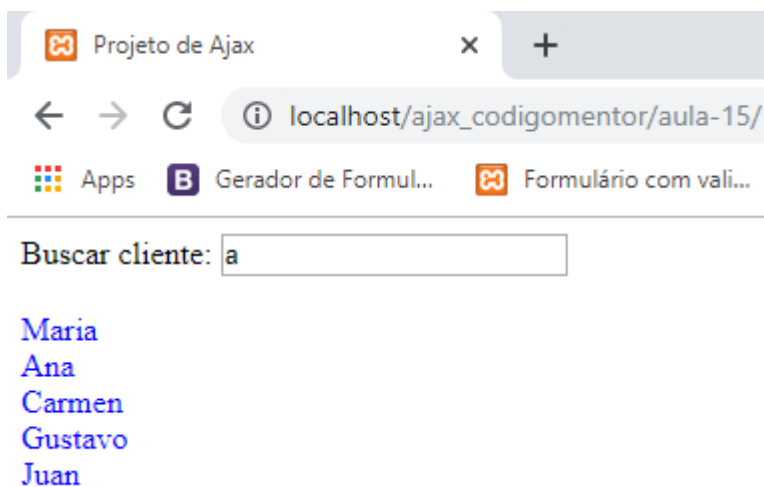 Projeto de Ajax
localhost/ajax_codigomentor/aula-15/
Apps B Gerador de Formul... Formulário com vali...
Buscar cliente: a
Maria
Ana
Carmen
Gustavo
Juan